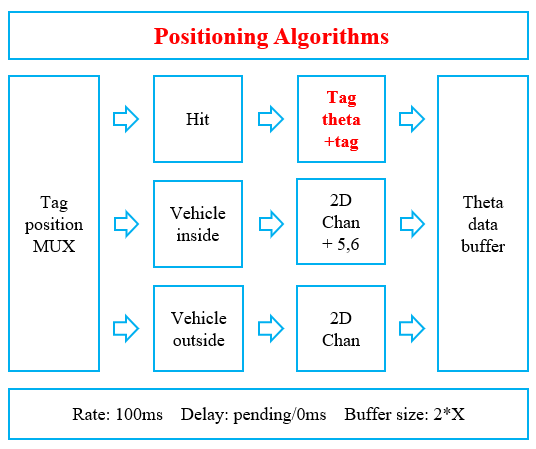 Positioning Algorithms
Tag
position
MUX
Hit
Tag
theta
+tag
Vehicle
inside
2D
Chan
+ 5,6
Vehicle
outside
2D
Chan
Theta
data
buffer
Rate: 100ms Delay: pending/0ms Buffer size: 2*X